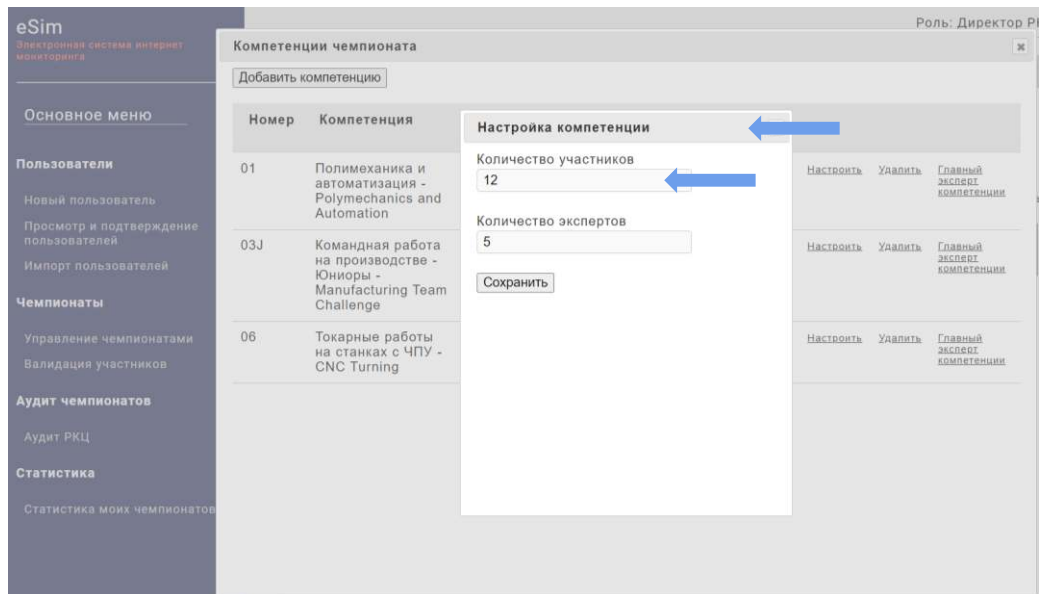 eSim
Электронная система интернет
мониторинга
Роль: Директор
Основное меню
Пользователи
Новый пользователь
Просмотр и подтверждение
пользователей
Импорт пользователей
Чемпионаты
Управление чемпионатами
Валидация участников
Аудит чемпионатов
Аудит РКЦ
Статистика
Статистика моих чемпионатов
Компетенции чемпионата
Добавить компетенцию
Номер Компетенция
01 Полимеханика и
автоматизация -
Polymechanics and
Automation
Настроить Удалить Главный
эксперт
компетенции
03J Командная работа
на производстве -
Юниоры -
Manufacturing Team
Challenge
Настроить Удалить Главный
эксперт
компетенции
06 Токарные работы
на станках с ЧПУ -
CNC Turning
Настроить Удалить Главный
эксперт
компетенции
Настройка компетенции
Количество участников
12
Количество экспертов
5
Сохранить